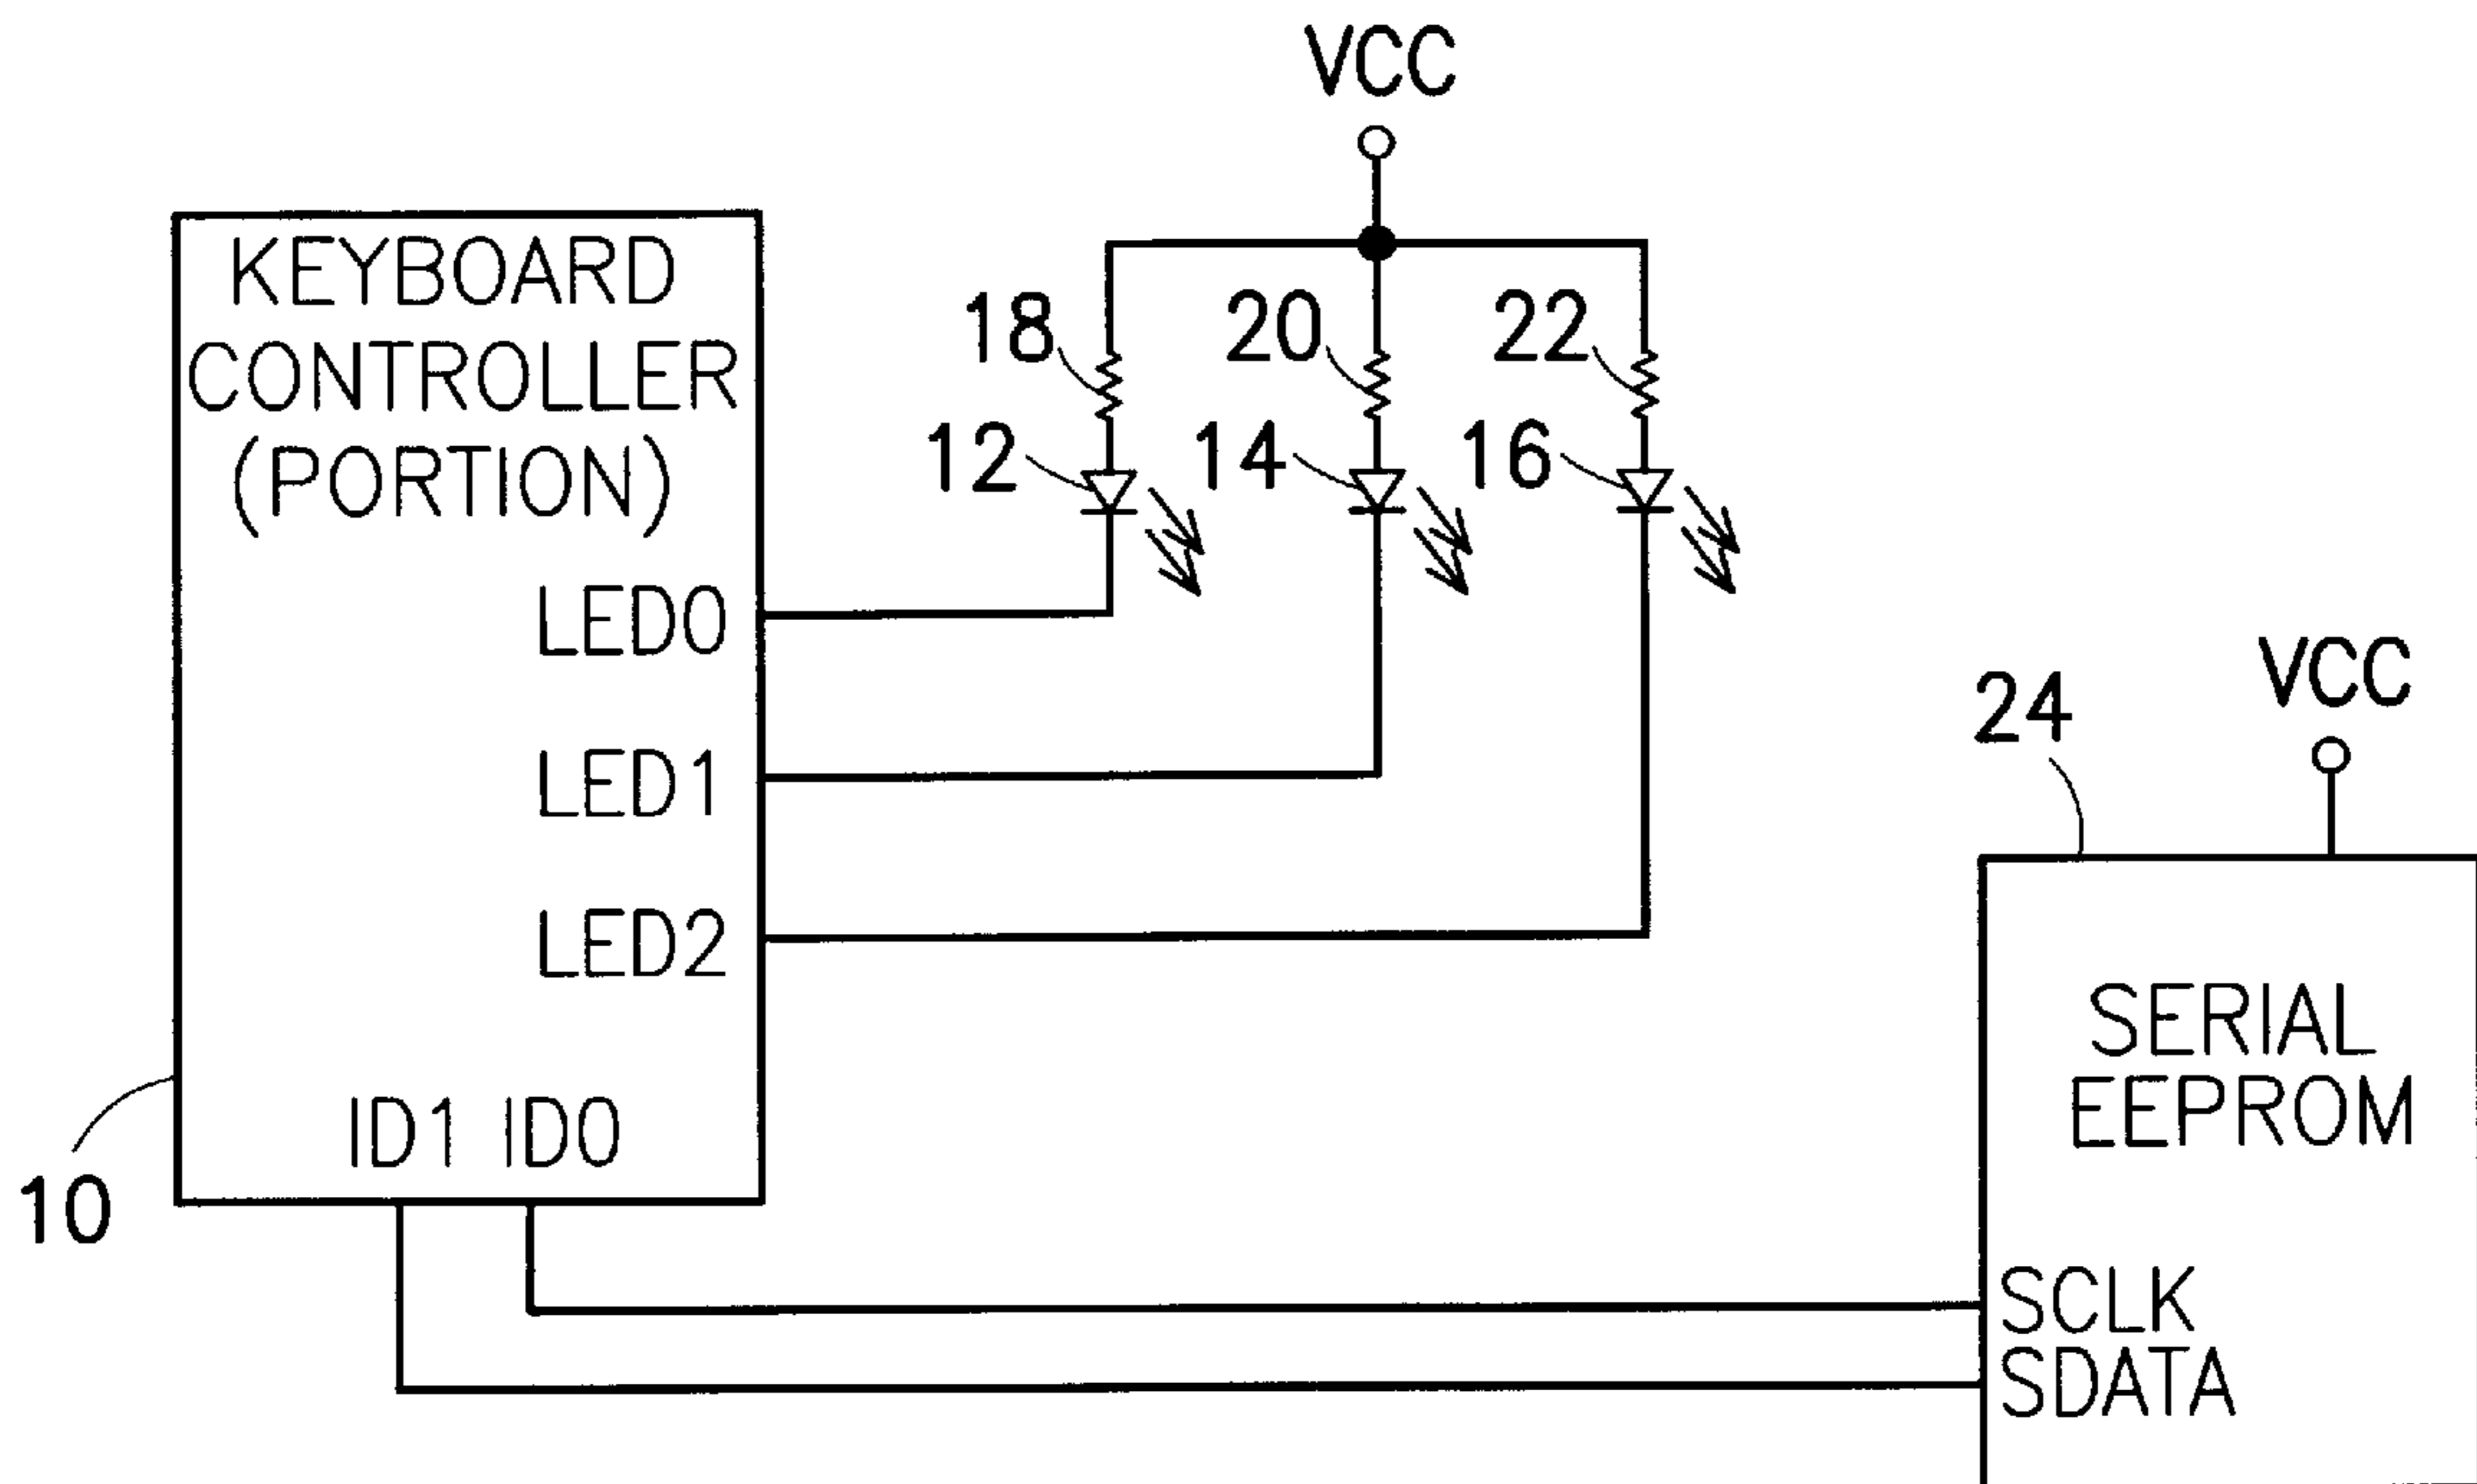 VCC
KEYBOARD
CONTROLLER
(PORTION)
18
20
22
12
14
16
LED0
LED1
LED2
ID1 ID0
10
24
VCC
SERIAL
EEPROM
SCLK
SDATA